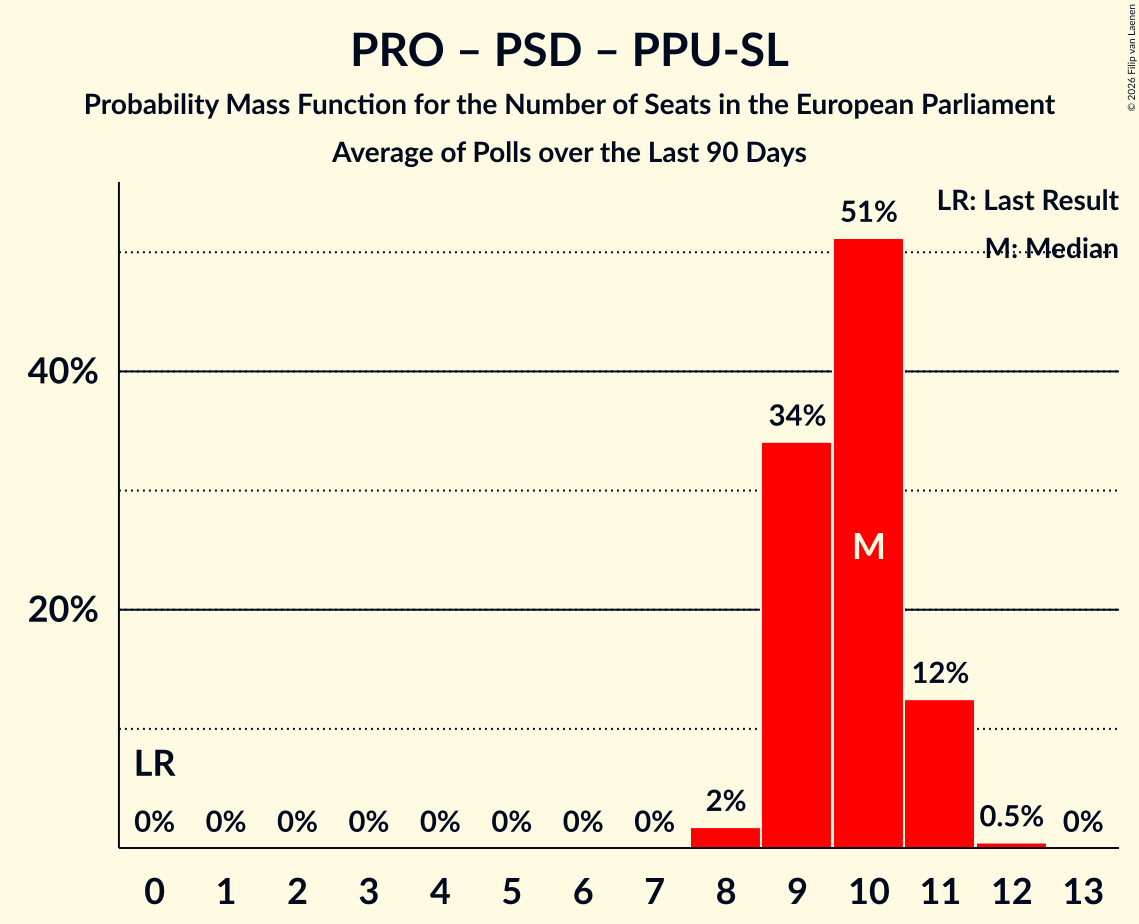 PRO – PSD – PPU-SL
Probability Mass Function for the Number of Seats in the European Parliament
Average of Polls over the Last 90 Days
© 2026 Filip van Laenen
LR: Last Result
M: Median
51%
40%
34%
M
20%
12%
LR
0% 0% 0% 0% 0% 0% 0% 0% 2% 0.5% 0%
0 1 2 3 4 5 6 7 8 9 10 11 12 13